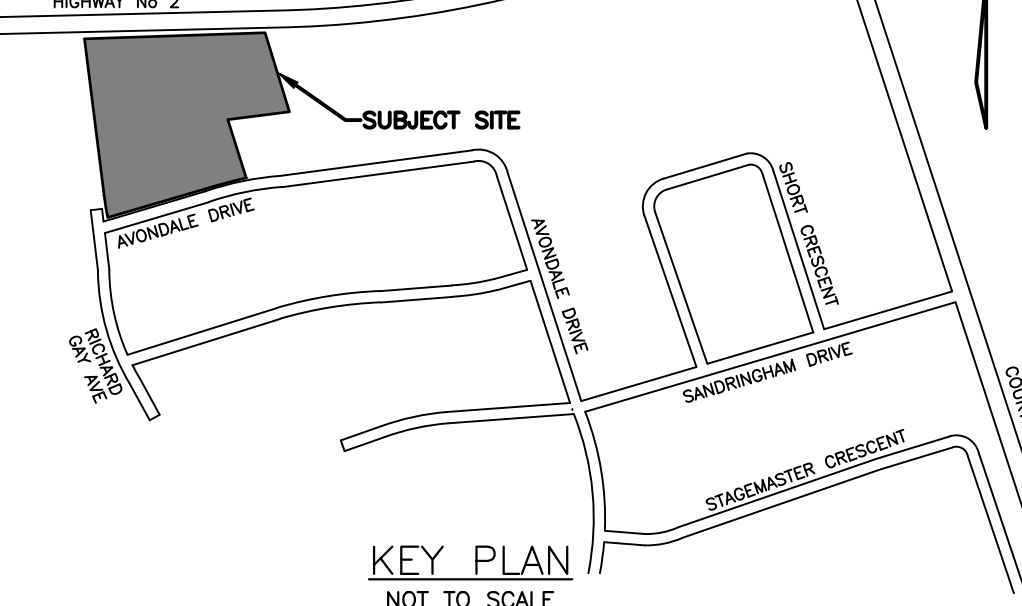 HIGHWAY No 2
SUBJECT SITE
AVONDALE DRIVE
AVONDALE DRIVE
SHORT CRESCENT
RICHARD
GAY AVE
SANDRINGHAM DRIVE
STAGEMASTER CRESCENT
KEY PLAN
NOT TO SCALE